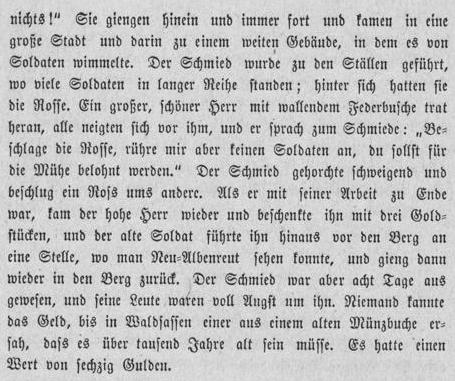 nichts!“ Sie giengen hinein und immer fort und kamen in eine
große Stadt und darin zu einem weiten Gebäude, in dem es von
Soldaten wimmelte. Der Schmied wurde zu den Ställen geführt,
wo viele Soldaten in langer Reihe standen; hinter sich hatten sie
die Rosse. Ein großer, schöner Herr mit wallendem Federbusche trat
heran, alle neigten sich vor ihm, und er sprach zum Schmiede: „Be-
schlage die Rosse, rühre mir aber keinen Soldaten an, du sollst für
die Mühe belohnt werden.“ Der Schmied gehorchte schweigend und
beschlug ein Ross ums andere. Als er mit seiner Arbeit zu Ende
war, kam der hohe Herr wieder und beschenkte ihn mit drei Gold-
stücken, und der alte Soldat führte ihn hinaus vor den Berg an
eine Stelle, wo man Neu-Albenreut sehen konnte, und gieng dann
wieder in den Berg zurück. Der Schmied war aber acht Tage aus
gewesen, und seine Leute waren voll Angst um ihn. Niemand kannte
das Geld, bis in Waldsassen einer aus einem alten Münzbuche er-
sah, dass es über tausend Jahre alt sein müsse. Es hatte einen
Wert von sechzig Gulden.